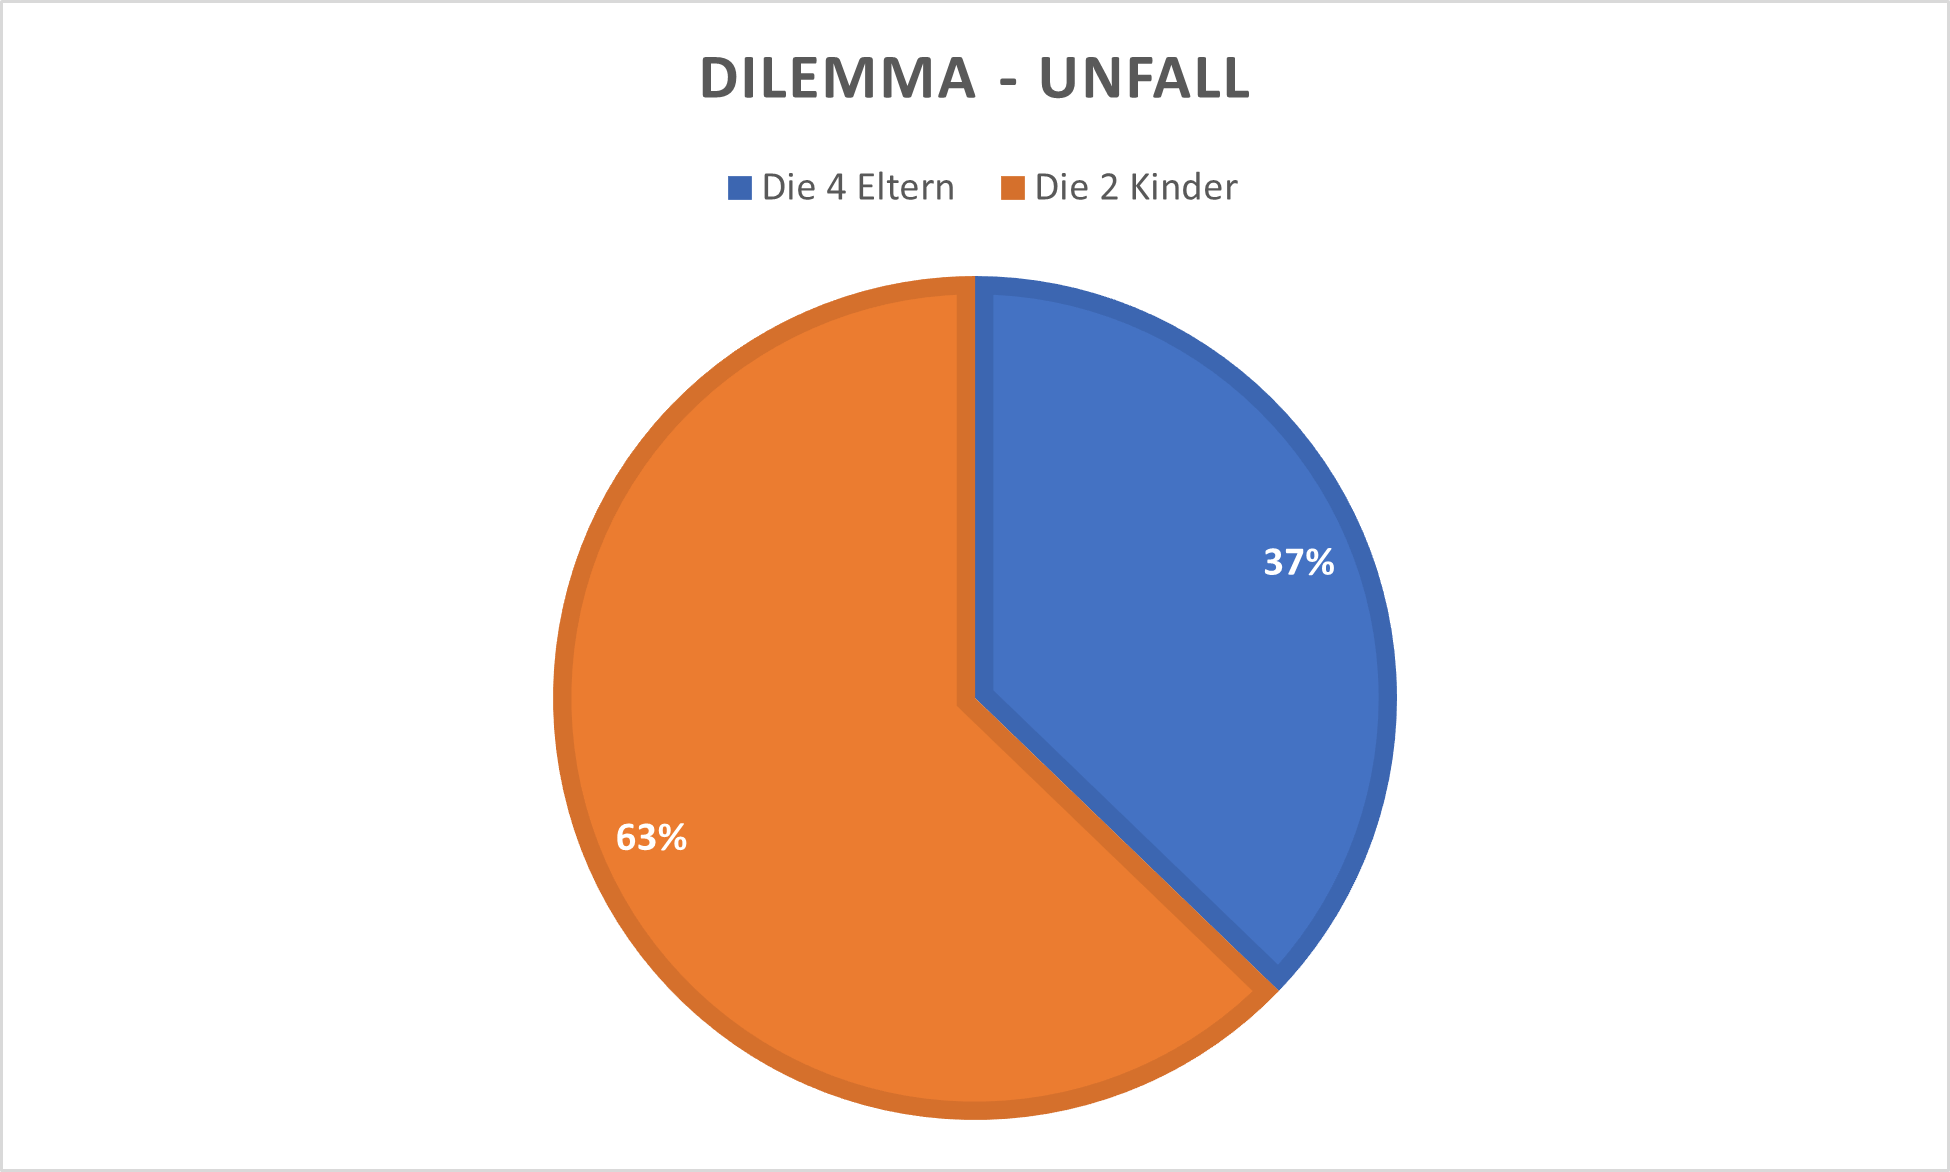 DILEMMA - UNFALL
Die 4 Eltern Die 2 Kinder
37%
63%